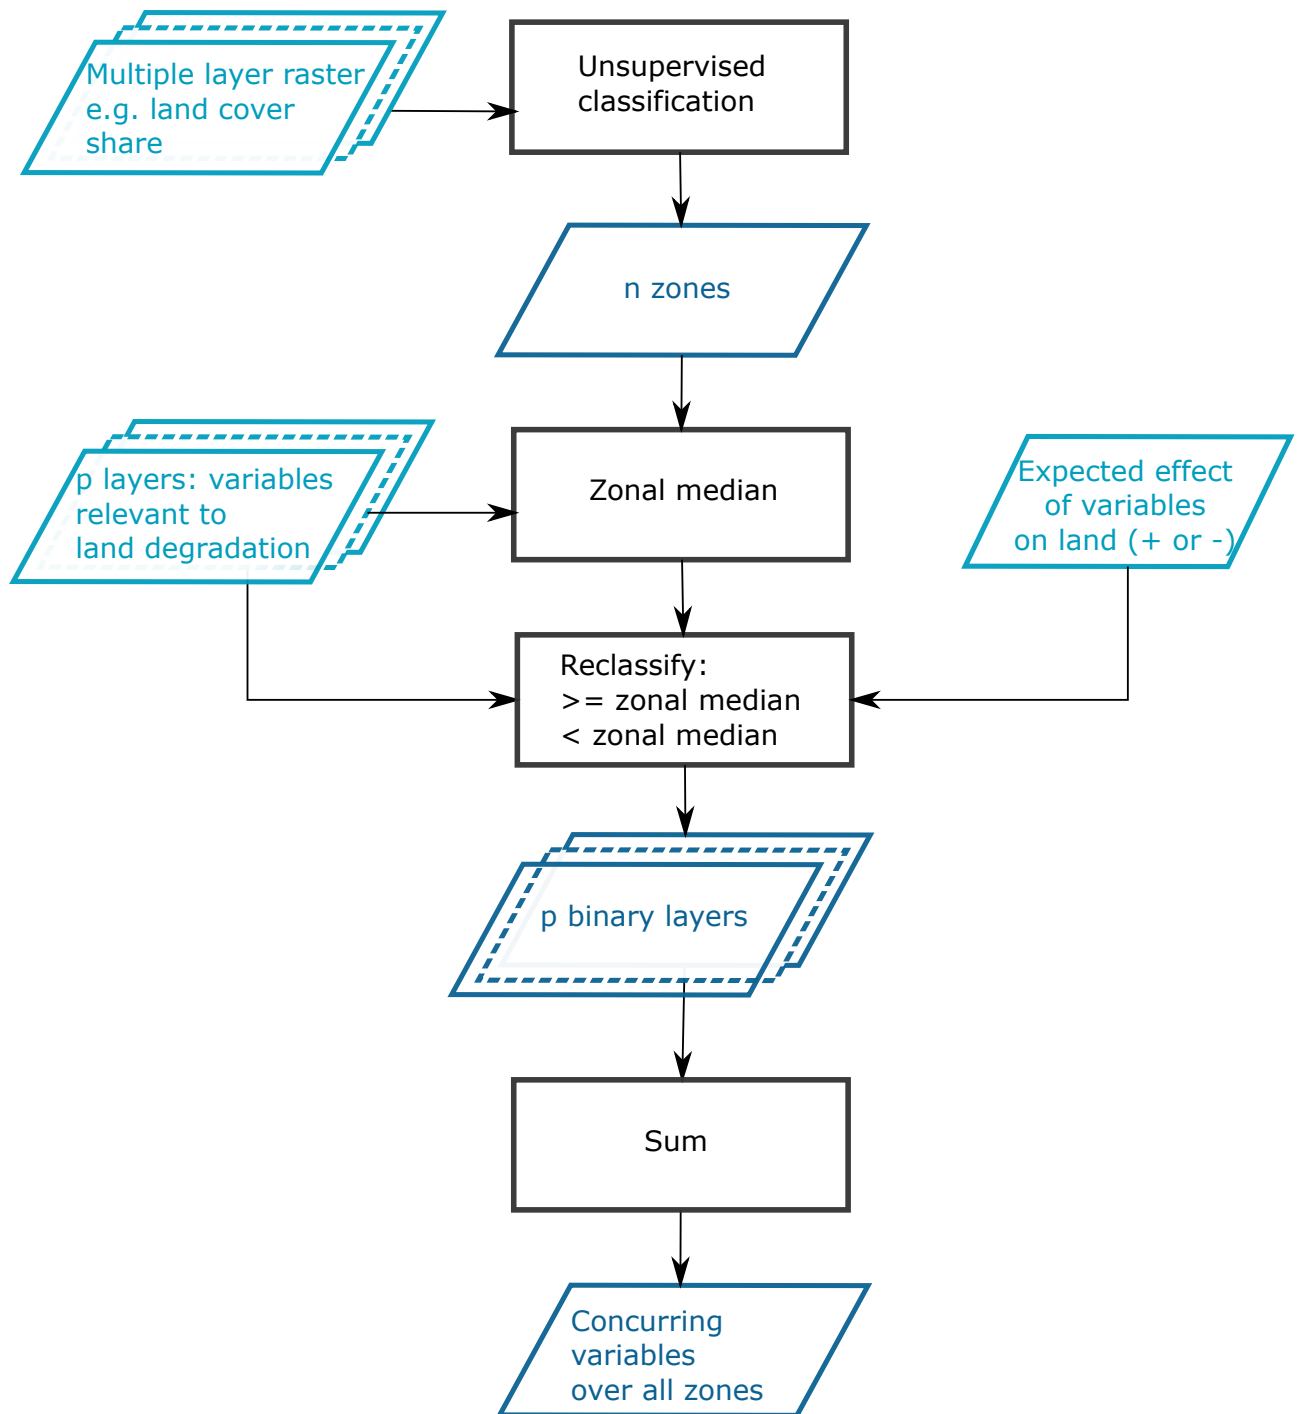 Multiple layer raster
e.g. land cover
share
Unsupervised
classification
n zones
p layers: variables
relevant to
land degradation
Zonal median
Expected effect
of variables
on land (+ or -)
Reclassify:
>= zonal median
< zonal median
p binary layers
Sum
Concurring
variables
over all zones